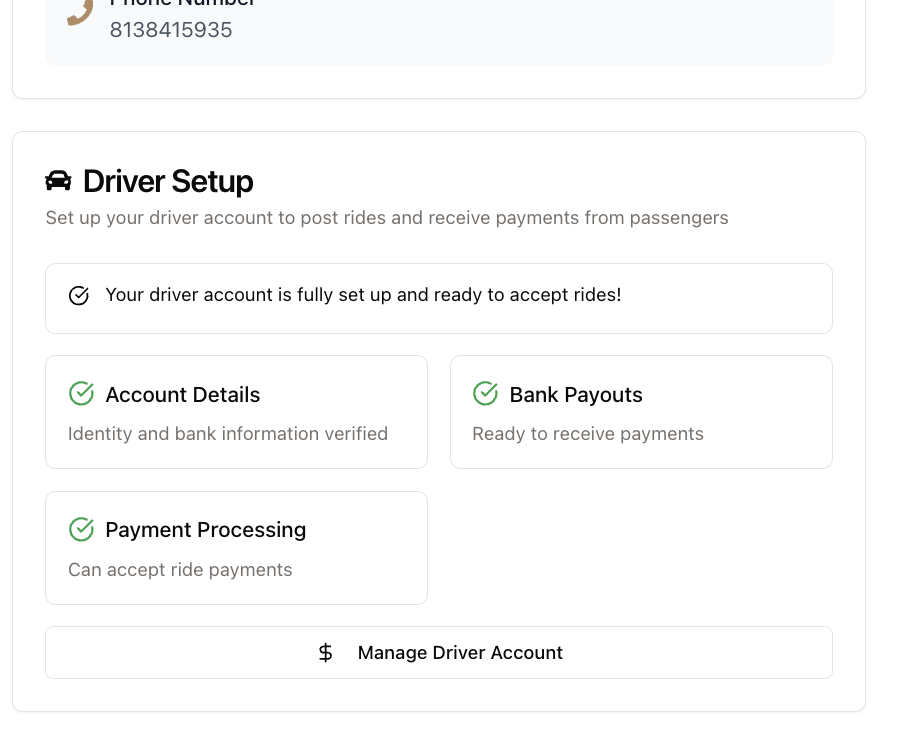 Phone Number
8138415935
Driver Setup
Set up your driver account to post rides and receive payments from passengers
Your driver account is fully set up and ready to accept rides!
Account Details
Identity and bank information verified
Bank Payouts
Ready to receive payments
Payment Processing
Can accept ride payments
$ Manage Driver Account